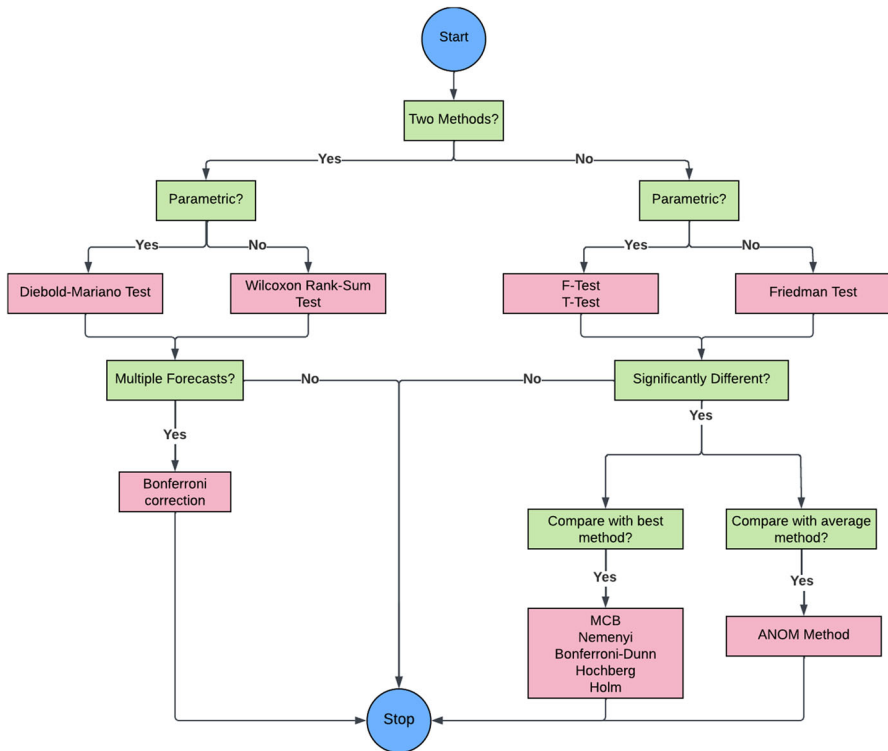 Start
Two Methods?
Yes
No
Parametric?
Parametric?
Yes
No
Yes
No
Diebold-Mariano Test
Wilcoxon Rank-Sum
Test
F-Test
T-Test
Friedman Test
Multiple Forecasts?
No
No
Significantly Different?
Yes
Yes
Bonferroni
correction
Compare with best
method?
Compare with average
method?
Yes
Yes
MCB
Nemenyi
Bonferroni-Dunn
Hochberg
Holm
ANOM Method
Stop